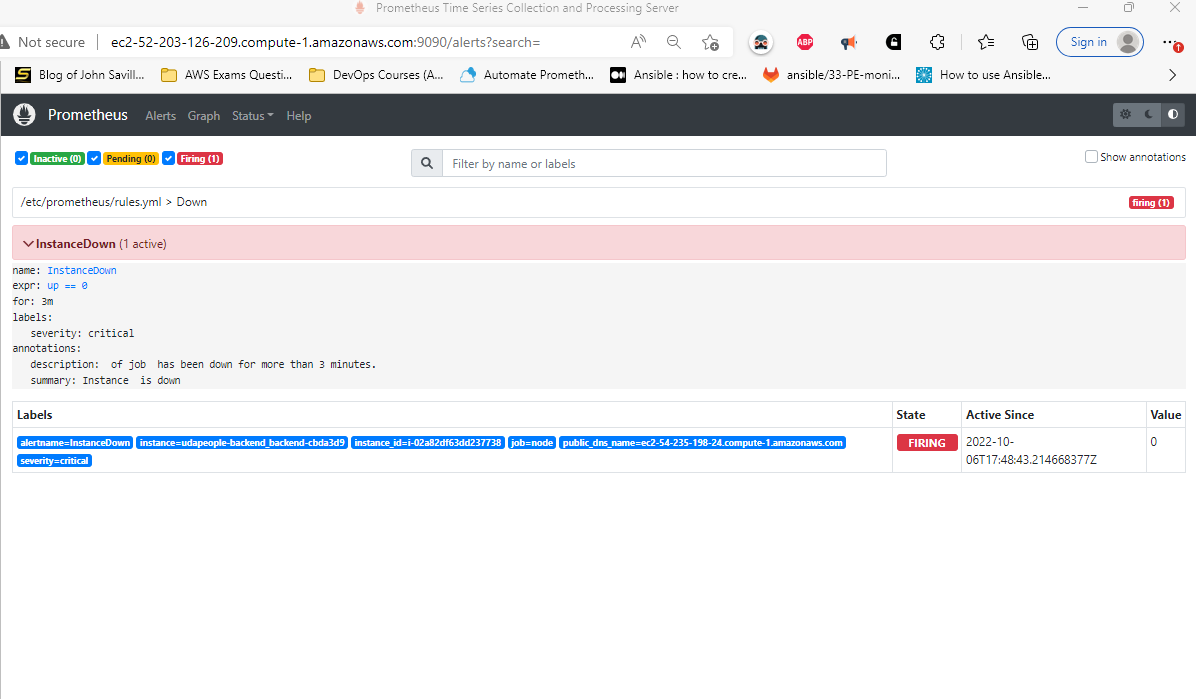 Prometheus Time Series Collection and Processing Server
Not secure ec2-52-203-126-209.compute-1.amazonaws.com:9090/alerts?search= A ABP Sign in
Blog of John Savill... AWS Exams Questi... DevOps Courses (A... Automate Prometh... Ansible : how to cre... ansible/33-PE-moni... How to use Ansible...
Prometheus Alerts Graph Status Help
Inactive (0) Pending (0) Firing (1) Filter by name or labels Show annotations
/etc/prometheus/rules.yml > Down firing (1)
InstanceDown (1 active)
name: InstanceDown
expr: up == 0
for: 3m
labels:
severity: critical
annotations:
description:  of job  has been down for more than 3 minutes.
summary: Instance  is down
Labels State Active Since Value
alertname=InstanceDown instance=udapeople-backend_backend-cbda3d9 instance_id=i-02a82df63dd237738 job=node public_dns_name=ec2-54-235-198-24.compute-1.amazonaws.com FIRING 2022-10- 0
severity=critical 06T17:48:43.214668377Z